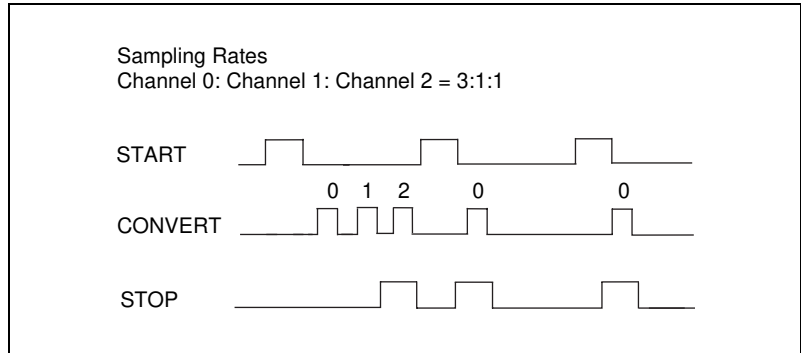 Sampling Rates
Channel 0: Channel 1: Channel 2 = 3:1:1
START
0 1 2 0 0
CONVERT
STOP